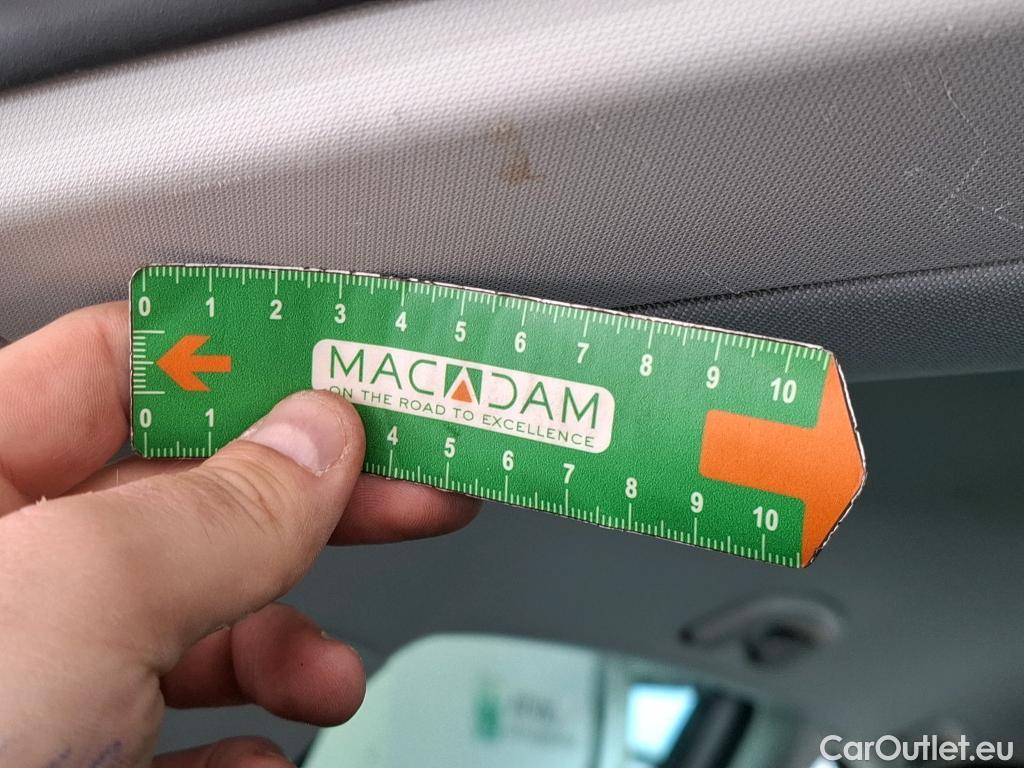 0 1 2 3 4 5 6 7 8 9 10
MACADAM
ON THE ROAD TO EXCELLENCE
0 1 4 5 6 7 8 9 10
CarOutlet.eu